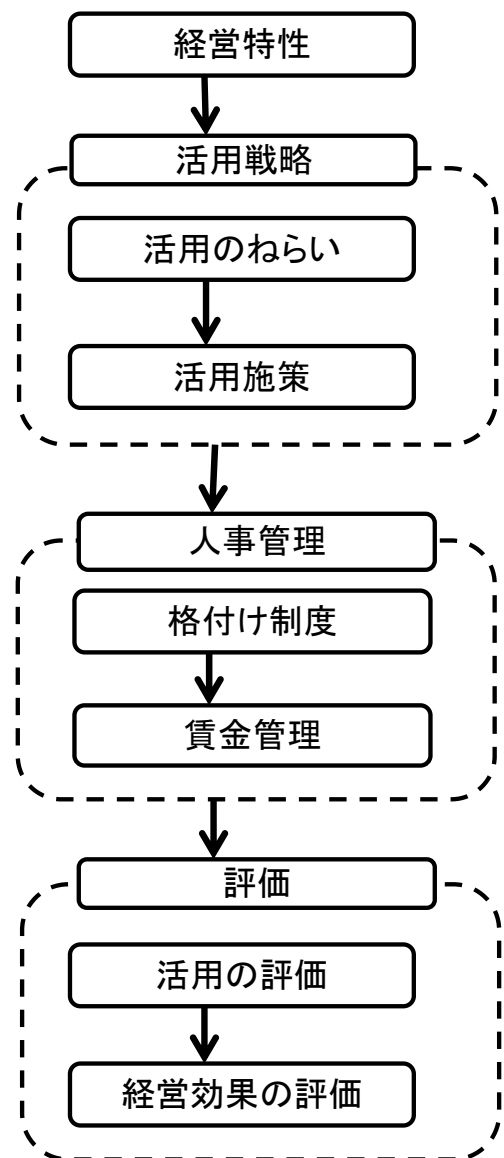 経営特性
活用戦略
活用のねらい
活用施策
人事管理
格付け制度
賃金管理
評価
活用の評価
経営効果の評価